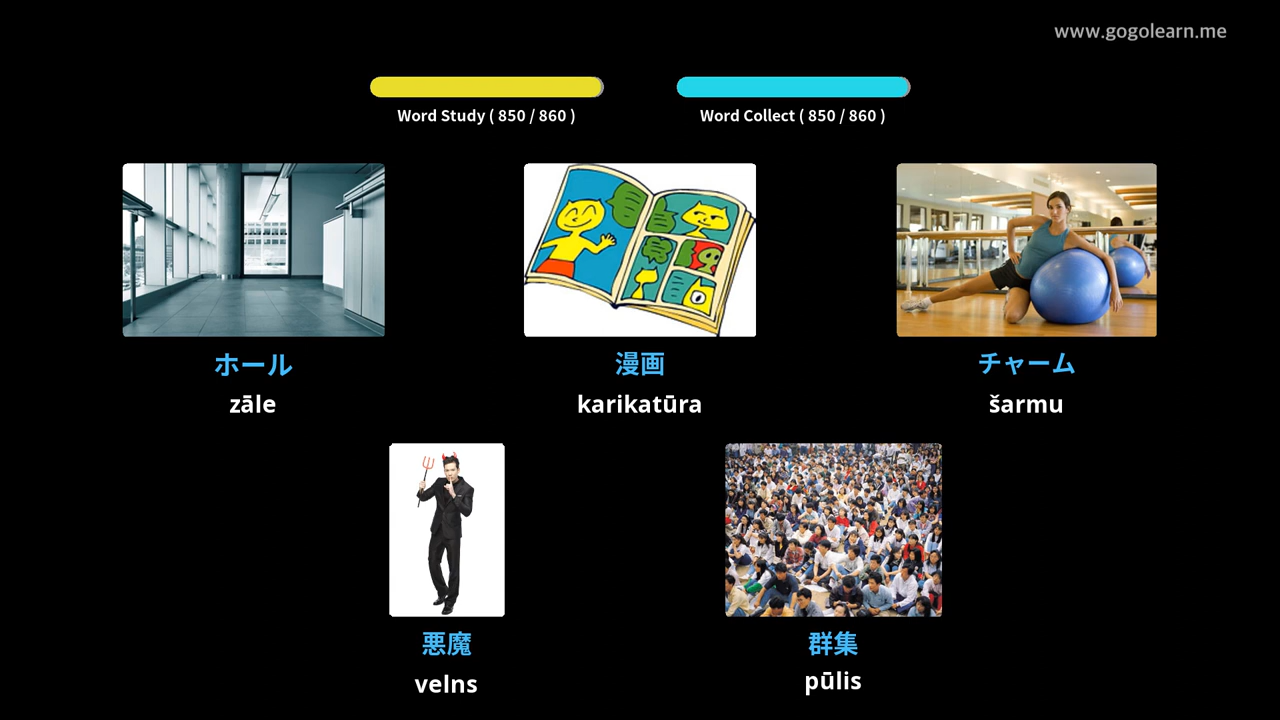 www.gogolearn.me
Word Study ( 850 / 860 )
Word Collect ( 850 / 860 )
ホール
zāle
漫画
karikatūra
チャーム
šarmu
悪魔
velns
群集
pūlis